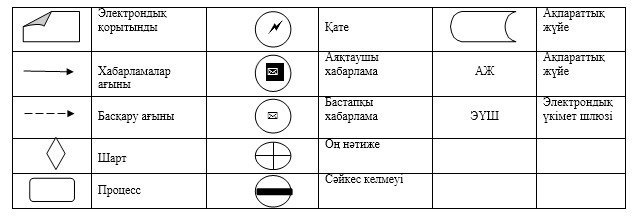 Электрондық
қорытынды
Қате
Ақпараттық
жүйе
Хабарламалар
ағыны
Аяқтаушы
хабарлама
АЖ
Ақпараттық
жүйе
Басқару ағыны
Бастапқы
хабарлама
ЭҮШ
Электрондық
үкімет шлюзі
Шарт
Оң нәтиже
Процесс
Сәйкес келмеуі